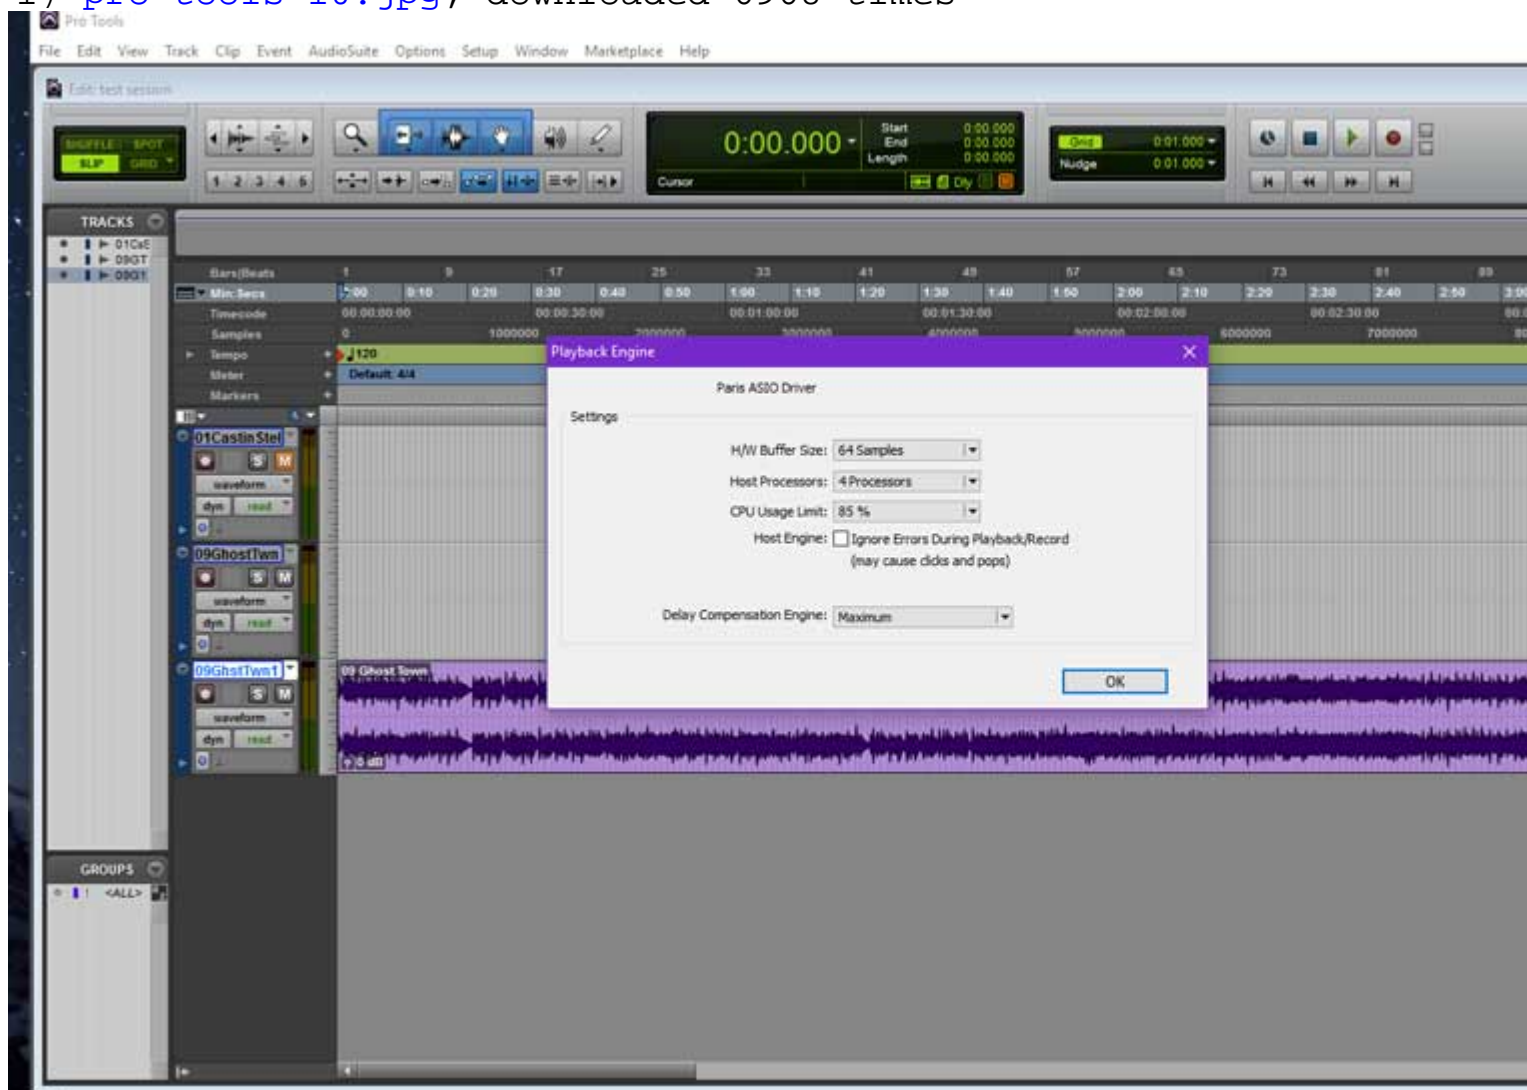 Pro Tools
File Edit View Track Clip Event AudioSuite Options Setup Window Marketplace Help
Edit: test session
SHUFFLE SPOT
SLIP GRID
1 2 3 4 5
0:00.000
Start 0:00.000
End 0:00.000
Length 0:00.000
Cursor
Dly
Grid 0:01.000
Nudge 0:01.000
TRACKS
09GT
Bars|Beats 1 9 17 25 33 41 49 57 65 73 81 89
Min:Secs 0:10 0:20 0:30 0:40 0:50 1:00 1:10 1:20 1:30 1:40 1:50 2:00 2:10 2:20 2:30 2:40 2:50
Timecode 00:00:00:00 00:00:30:00 00:01:00:00 00:01:30:00 00:02:00:00 00:02:30:00
Samples 0 1000000 2000000 3000000 4000000 5000000 6000000 7000000
Tempo 120
Meter Default: 4/4
Markers
Playback Engine
Paris ASIO Driver
Settings
H/W Buffer Size: 64 Samples
Host Processors: 4 Processors
CPU Usage Limit: 85 %
Host Engine: Ignore Errors During Playback/Record
(may cause clicks and pops)
Delay Compensation Engine: Maximum
OK
01CastinStel
S M
waveform
dyn read
09GhostTwn
S M
waveform
dyn read
09GhstTwn1
S M
waveform
dyn read
09 Ghost Town
0 dB
GROUPS
! <ALL>